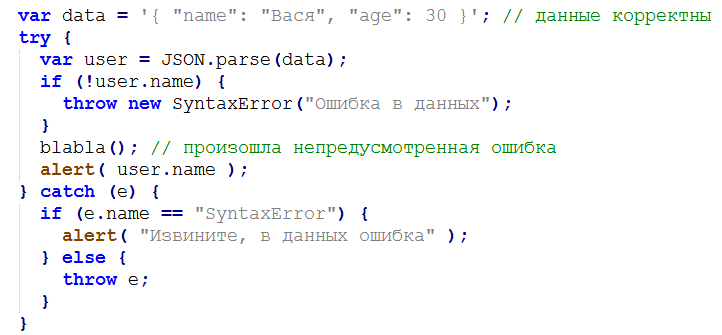 var data = '{ "name": "Вася", "age": 30 }'; // данные корректны
try {
  var user = JSON.parse(data);
  if (!user.name) {
    throw new SyntaxError("Ошибка в данных");
  }
  blabla(); // произошла непредусмотренная ошибка
  alert( user.name );
} catch (e) {
  if (e.name == "SyntaxError") {
    alert( "Извините, в данных ошибка" );
  } else {
    throw e;
  }
}